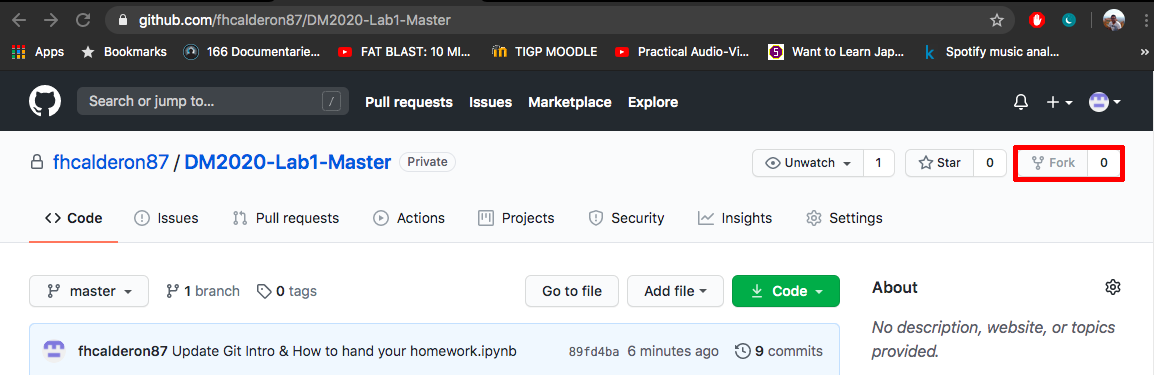 github.com/fhcalderon87/DM2020-Lab1-Master
Apps Bookmarks 166 Documentarie... FAT BLAST: 10 MI... TIGP MOODLE Practical Audio-Vi... Want to Learn Jap... Spotify music anal... »
Search or jump to... / Pull requests Issues Marketplace Explore
fhcalderon87 / DM2020-Lab1-Master Private Unwatch 1 Star 0 Fork 0
Code Issues Pull requests Actions Projects Security Insights Settings
master 1 branch 0 tags Go to file Add file Code About
No description, website, or topics
provided.
fhcalderon87 Update Git Intro & How to hand your homework.ipynb 89fd4ba 6 minutes ago 9 commits